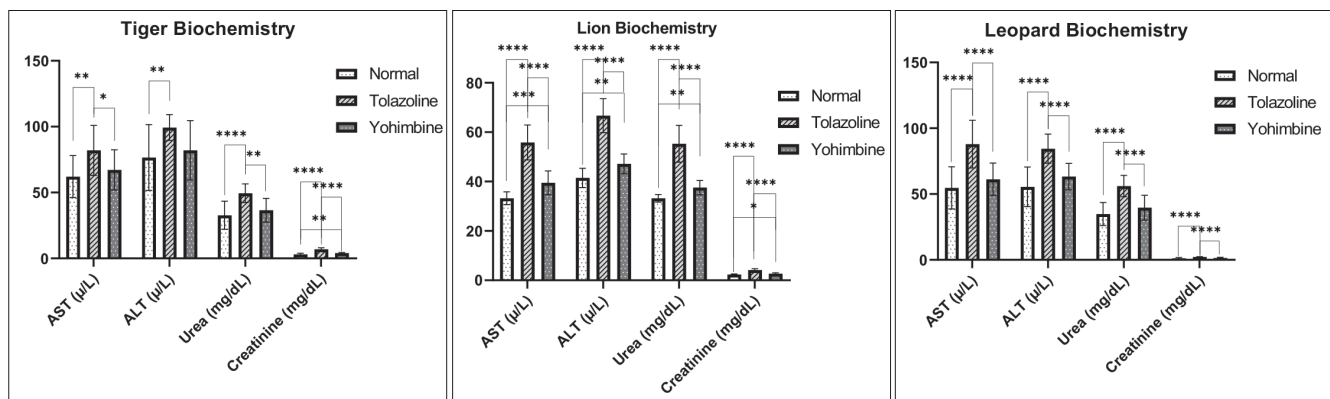 Tiger Biochemistry
150
100
50
0
**
*
**
****
**
****
****
**
Normal
Tolazoline
Yohimbine
AST (µ/L)
ALT (µ/L)
Urea (mg/dL)
Creatinine (mg/dL)
Lion Biochemistry
80
60
40
20
0
****
****
***
****
****
**
****
****
**
****
****
*
Normal
Tolazoline
Yohimbine
AST (µ/L)
ALT (µ/L)
Urea (mg/dL)
Creatinine (mg/dL)
Leopard Biochemistry
150
100
50
0
****
****
****
****
****
****
****
****
Normal
Tolazoline
Yohimbine
AST (µ/L)
ALT (µ/L)
Urea (mg/dL)
Creatinine (mg/dL)